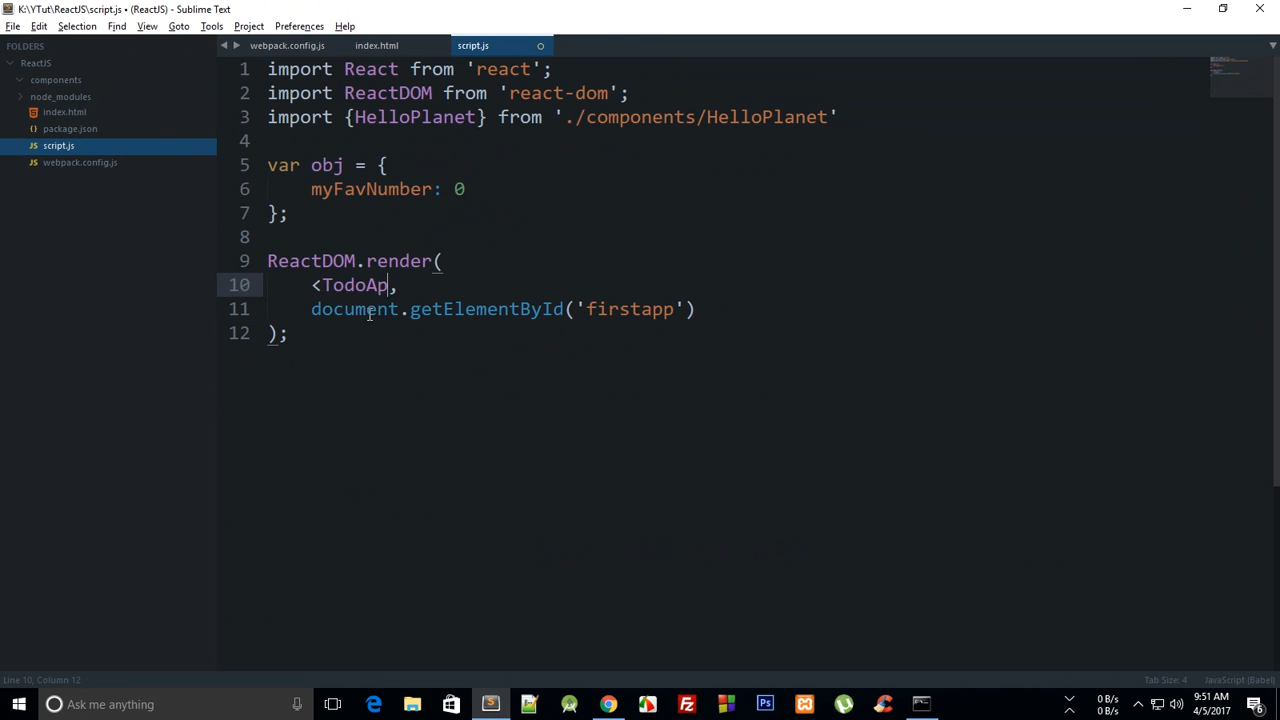 K:\YTut\ReactJS\script.js • (ReactJS) - Sublime Text
File Edit Selection Find View Goto Tools Project Preferences Help
FOLDERS
ReactJS
components
node_modules
index.html
package.json
script.js
webpack.config.js
webpack.config.js index.html script.js
1 import React from 'react';
2 import ReactDOM from 'react-dom';
3 import {HelloPlanet} from './components/HelloPlanet'
4
5 var obj = {
6 myFavNumber: 0
7 };
8
9 ReactDOM.render(
10 <TodoAp,
11 document.getElementById('firstapp')
12 );
Line 10, Column 12
Tab Size: 4 JavaScript (Babel)
Ask me anything
0 B/s
0 B/s
9:51 AM
4/5/2017
6